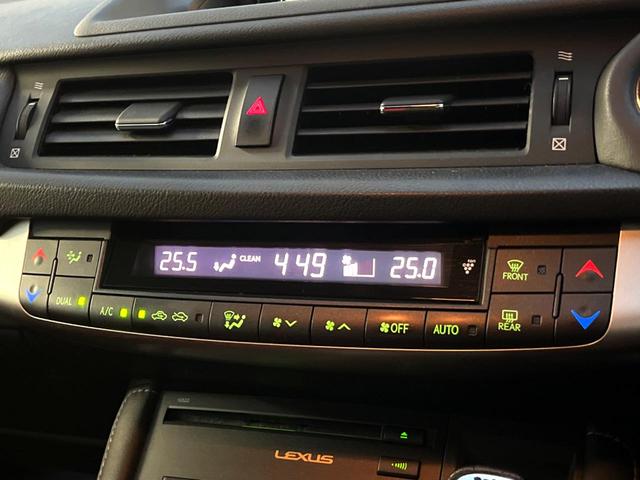 25.5 CLEAN 4:49 25.0
FRONT
DUAL A/C OFF AUTO REAR
LEXUS